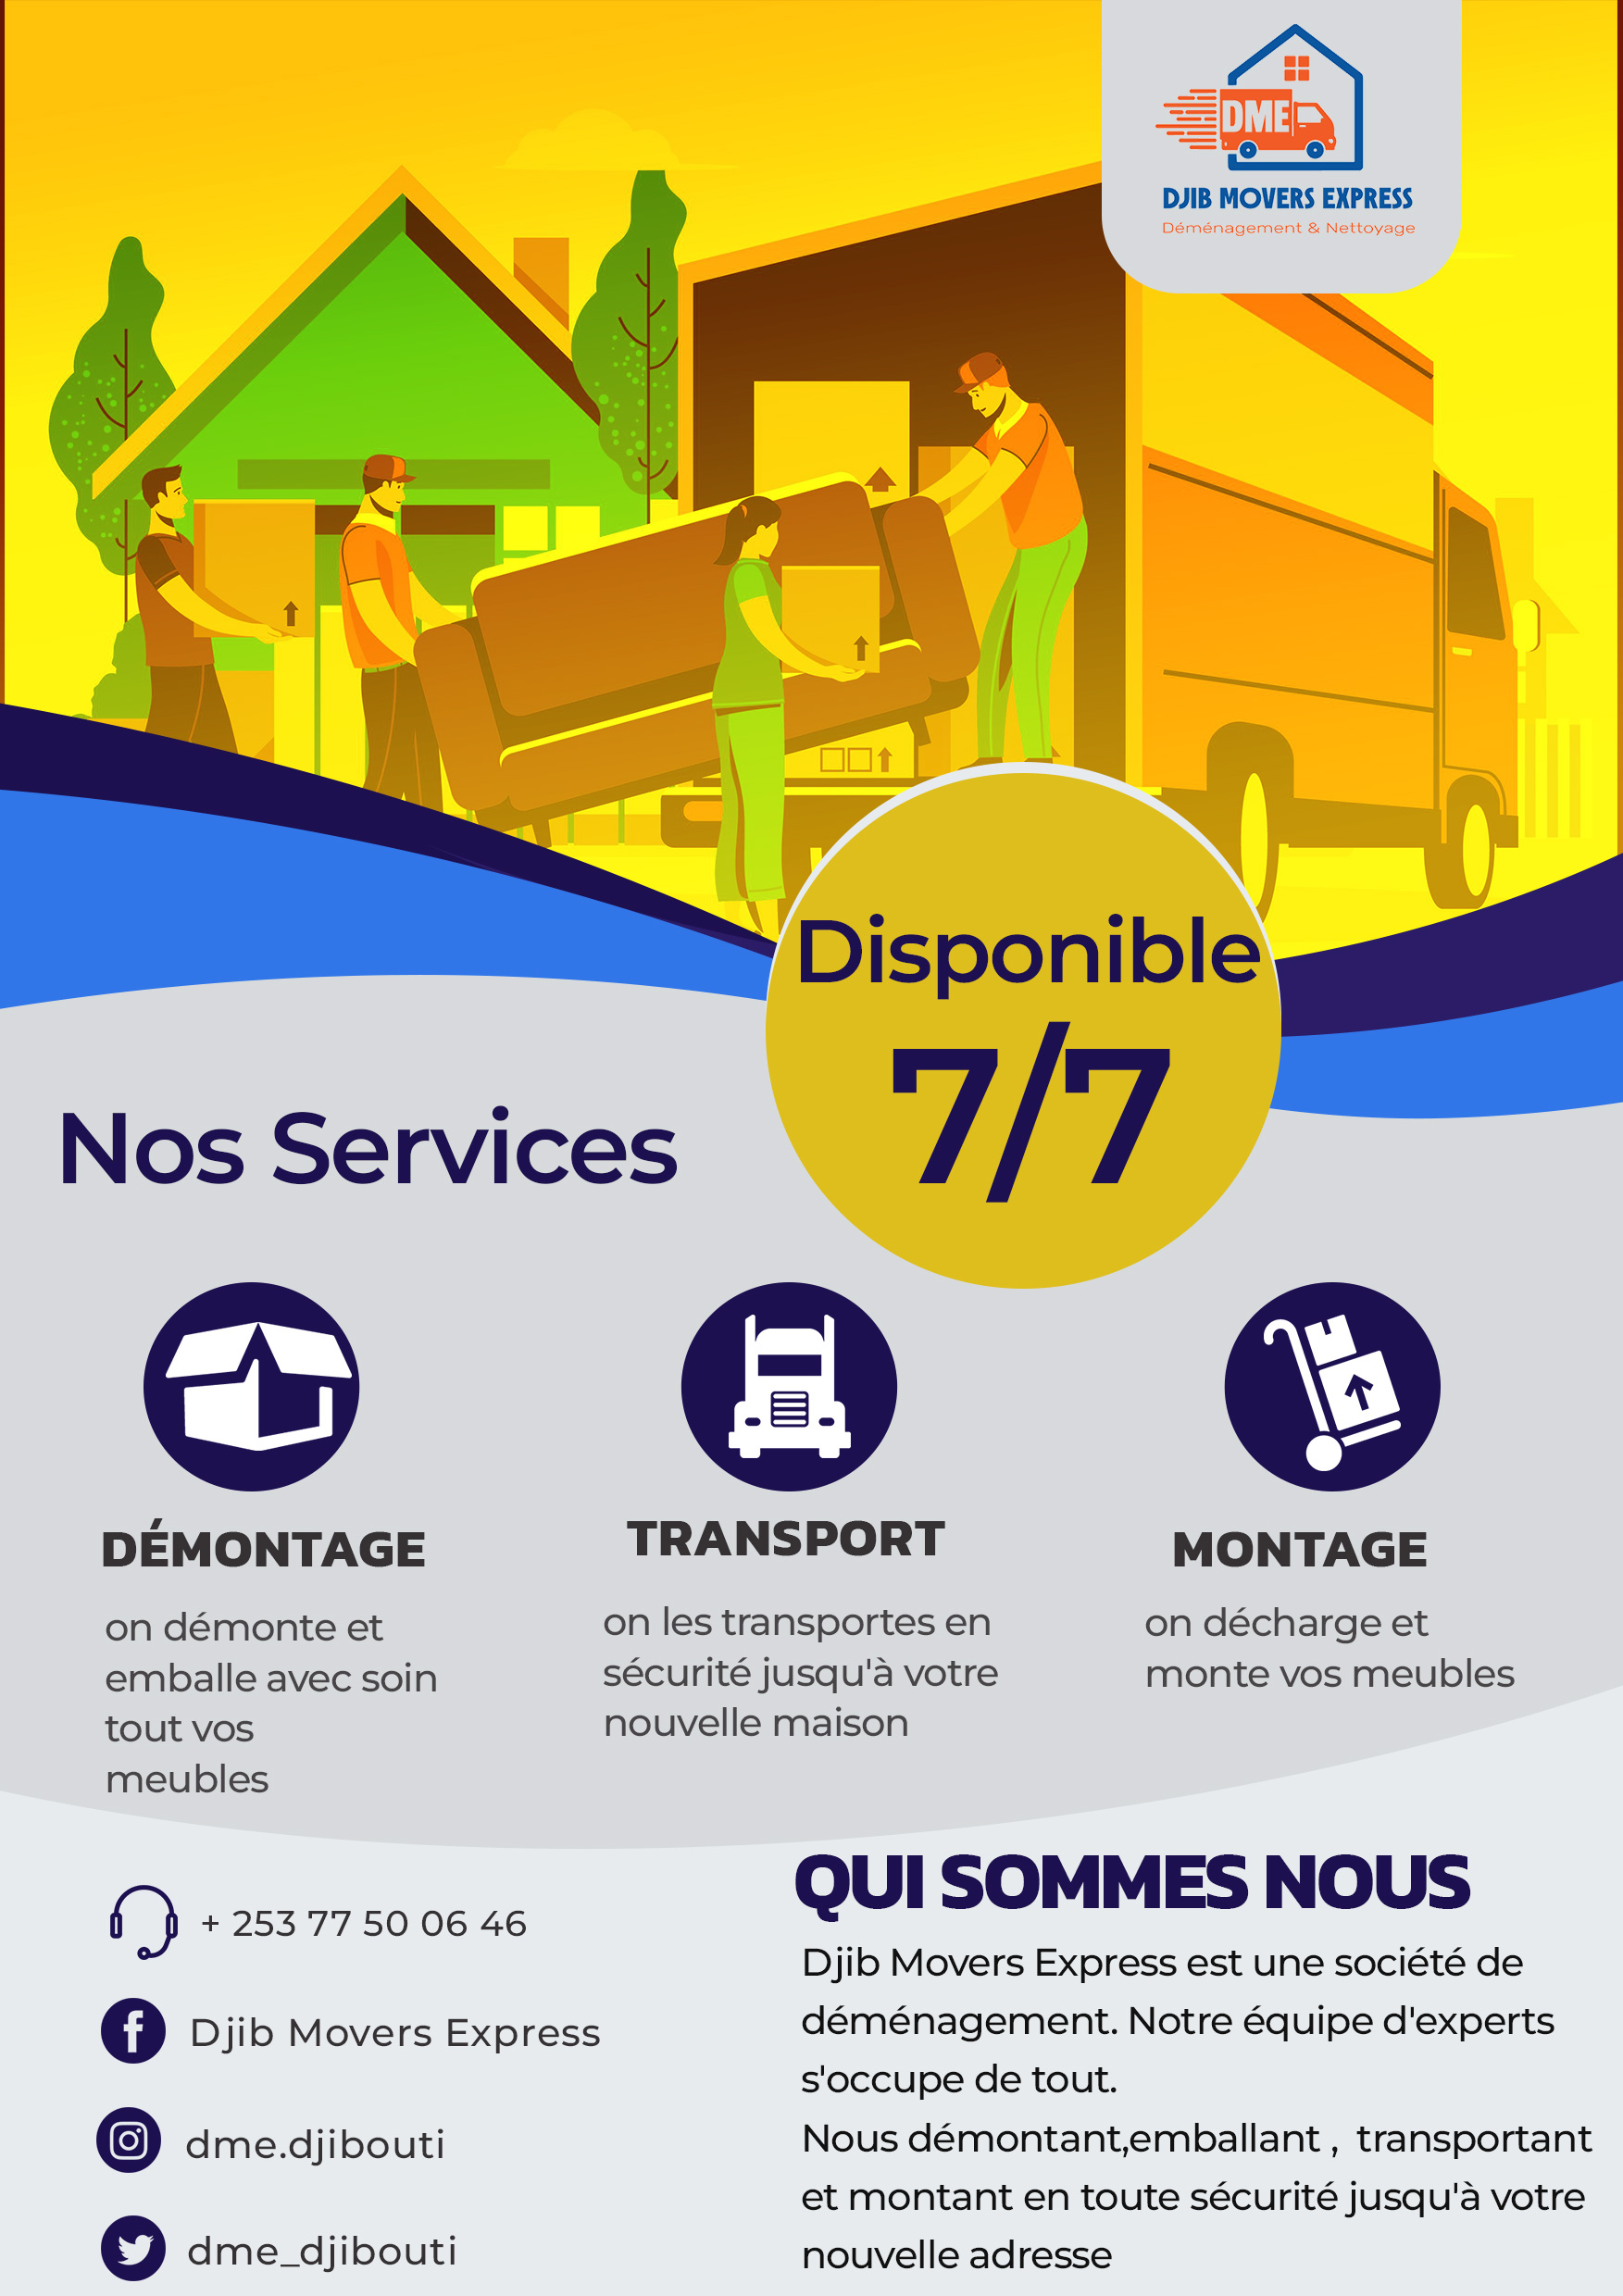 DME
DJIB MOVERS EXPRESS
Déménagement & Nettoyage
Disponible
7/7
Nos Services
DÉMONTAGE
on démonte et
emballe avec soin
tout vos
meubles
TRANSPORT
on les transportes en
sécurité jusqu'à votre
nouvelle maison
MONTAGE
on décharge et
monte vos meubles
+ 253 77 50 06 46
Djib Movers Express
dme.djibouti
dme_djibouti
QUI SOMMES NOUS
Djib Movers Express est une société de
déménagement. Notre équipe d'experts
s'occupe de tout.
Nous démontant,emballant , transportant
et montant en toute sécurité jusqu'à votre
nouvelle adresse